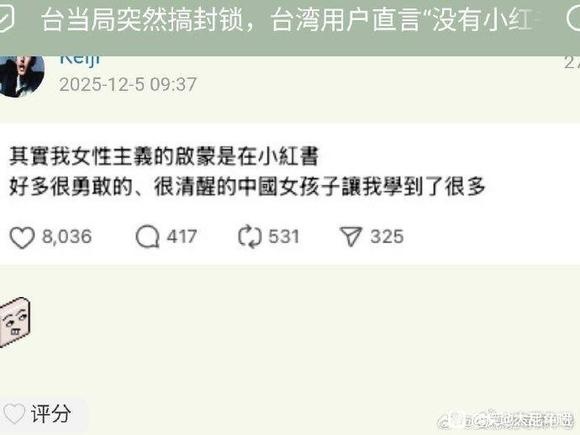 台当局突然搞封锁，台湾用户直言“没有小红
Keiji
27
2025-12-5 09:37
其實我女性主義的啟蒙是在小紅書
好多很勇敢的、很清醒的中國女孩子讓我學到了很多
8,036 417 531 325
评分